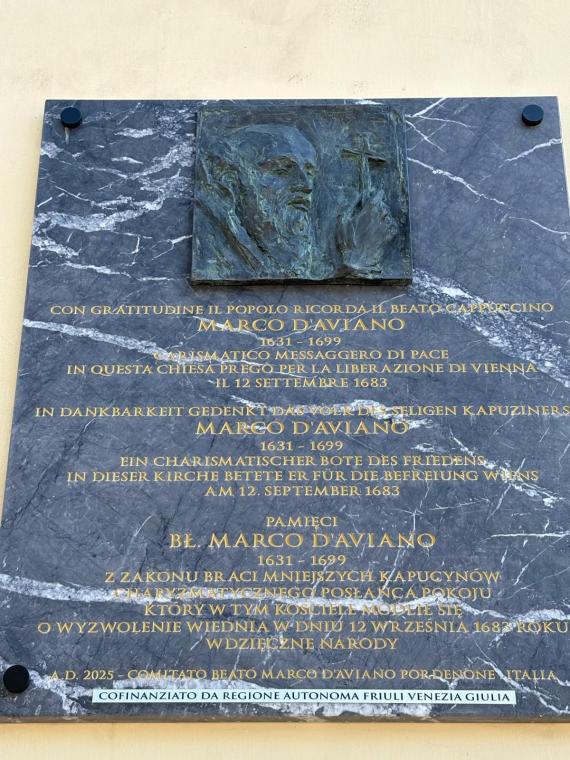 CON GRATITUDINE IL POPOLO RICORDA IL BEATO CAPPUCCINO
MARCO D'AVIANO
1631 - 1699
CARISMATICO MESSAGGERO DI PACE
IN QUESTA CHIESA PREGÒ PER LA LIBERAZIONE DI VIENNA
IL 12 SETTEMBRE 1683
IN DANKBARKEIT GEDENKT DAS VOLK DES SELIGEN KAPUZINERS
MARCO D'AVIANO
1631 - 1699
EIN CHARISMATISCHER BOTE DES FRIEDENS
IN DIESER KIRCHE BETETE ER FÜR DIE BEFREIUNG WIENS
AM 12. SEPTEMBER 1683
PAMIĘCI
BŁ. MARCO D'AVIANO
1631 - 1699
Z ZAKONU BRACI MNIEJSZYCH KAPUCYNÓW
CHARYZMATYCZNEGO POSŁAŃCA POKOJU
KTÓRY W TYM KOŚCIELE MODLIŁ SIĘ
O WYZWOLENIE WIEDNIA W DNIU 12 WRZEŚNIA 1683 ROKU
WDZIĘCZNE NARODY
A.D. 2025 - COMITATO BEATO MARCO D'AVIANO PORDENONE - ITALIA
COFINANZIATO DA REGIONE AUTONOMA FRIULI VENEZIA GIULIA